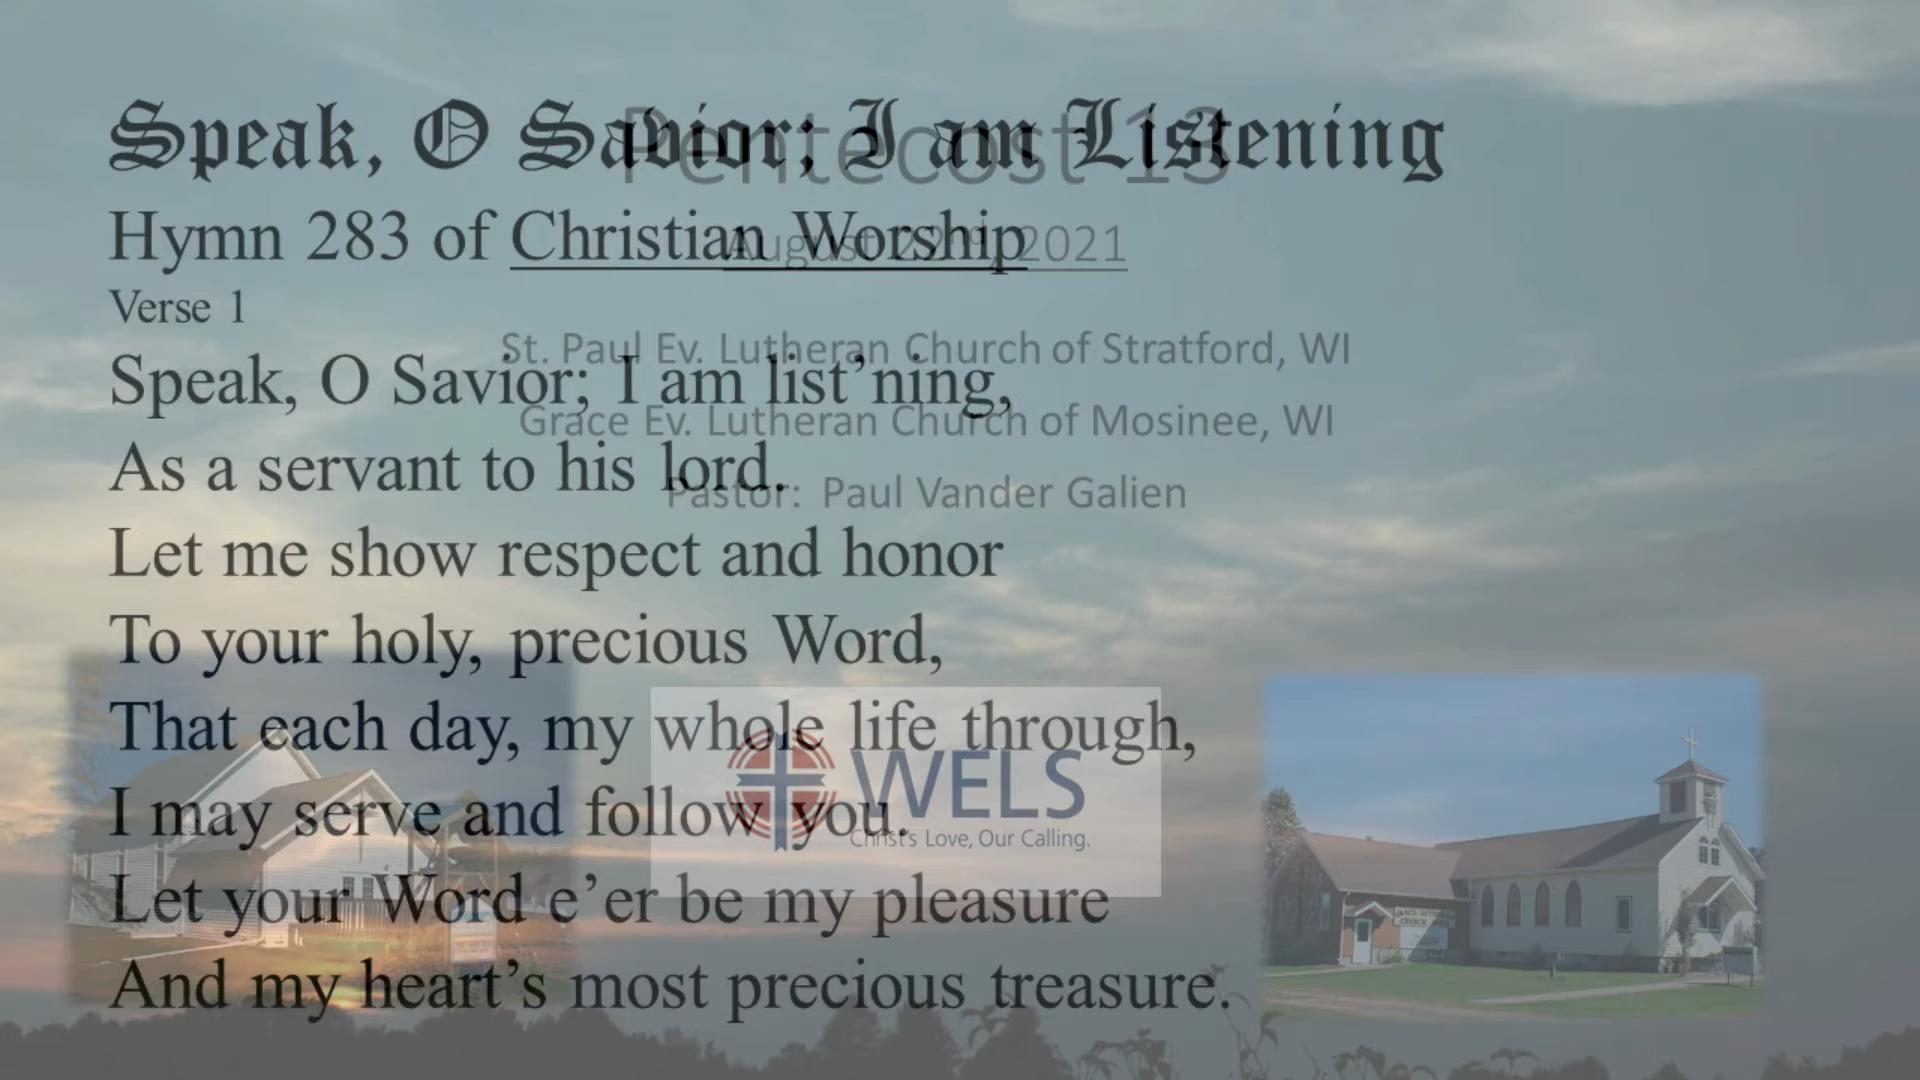 Speak, O Savior; I am Listening
Hymn 283 of Christian Worship
Verse 1
Speak, O Savior; I am list’ning,
As a servant to his lord.
Let me show respect and honor
To your holy, precious Word,
That each day, my whole life through,
I may serve and follow you.
Let your Word e’er be my pleasure
And my heart’s most precious treasure.
Pentecost 13
August 22nd, 2021
St. Paul Ev. Lutheran Church of Stratford, WI
Grace Ev. Lutheran Church of Mosinee, WI
Pastor: Paul Vander Galien
WELS
Christ's Love, Our Calling.